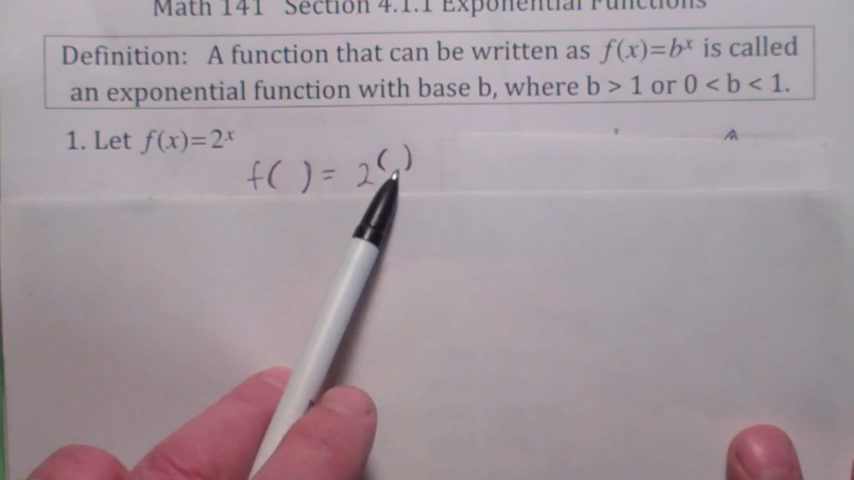 Math 141 Section 4.1.1 Exponential Functions
Definition: A function that can be written as f(x)=bˣ is called
an exponential function with base b, where b > 1 or 0 < b < 1.
1. Let f(x)=2ˣ
f( ) = 2⁽ ⁾